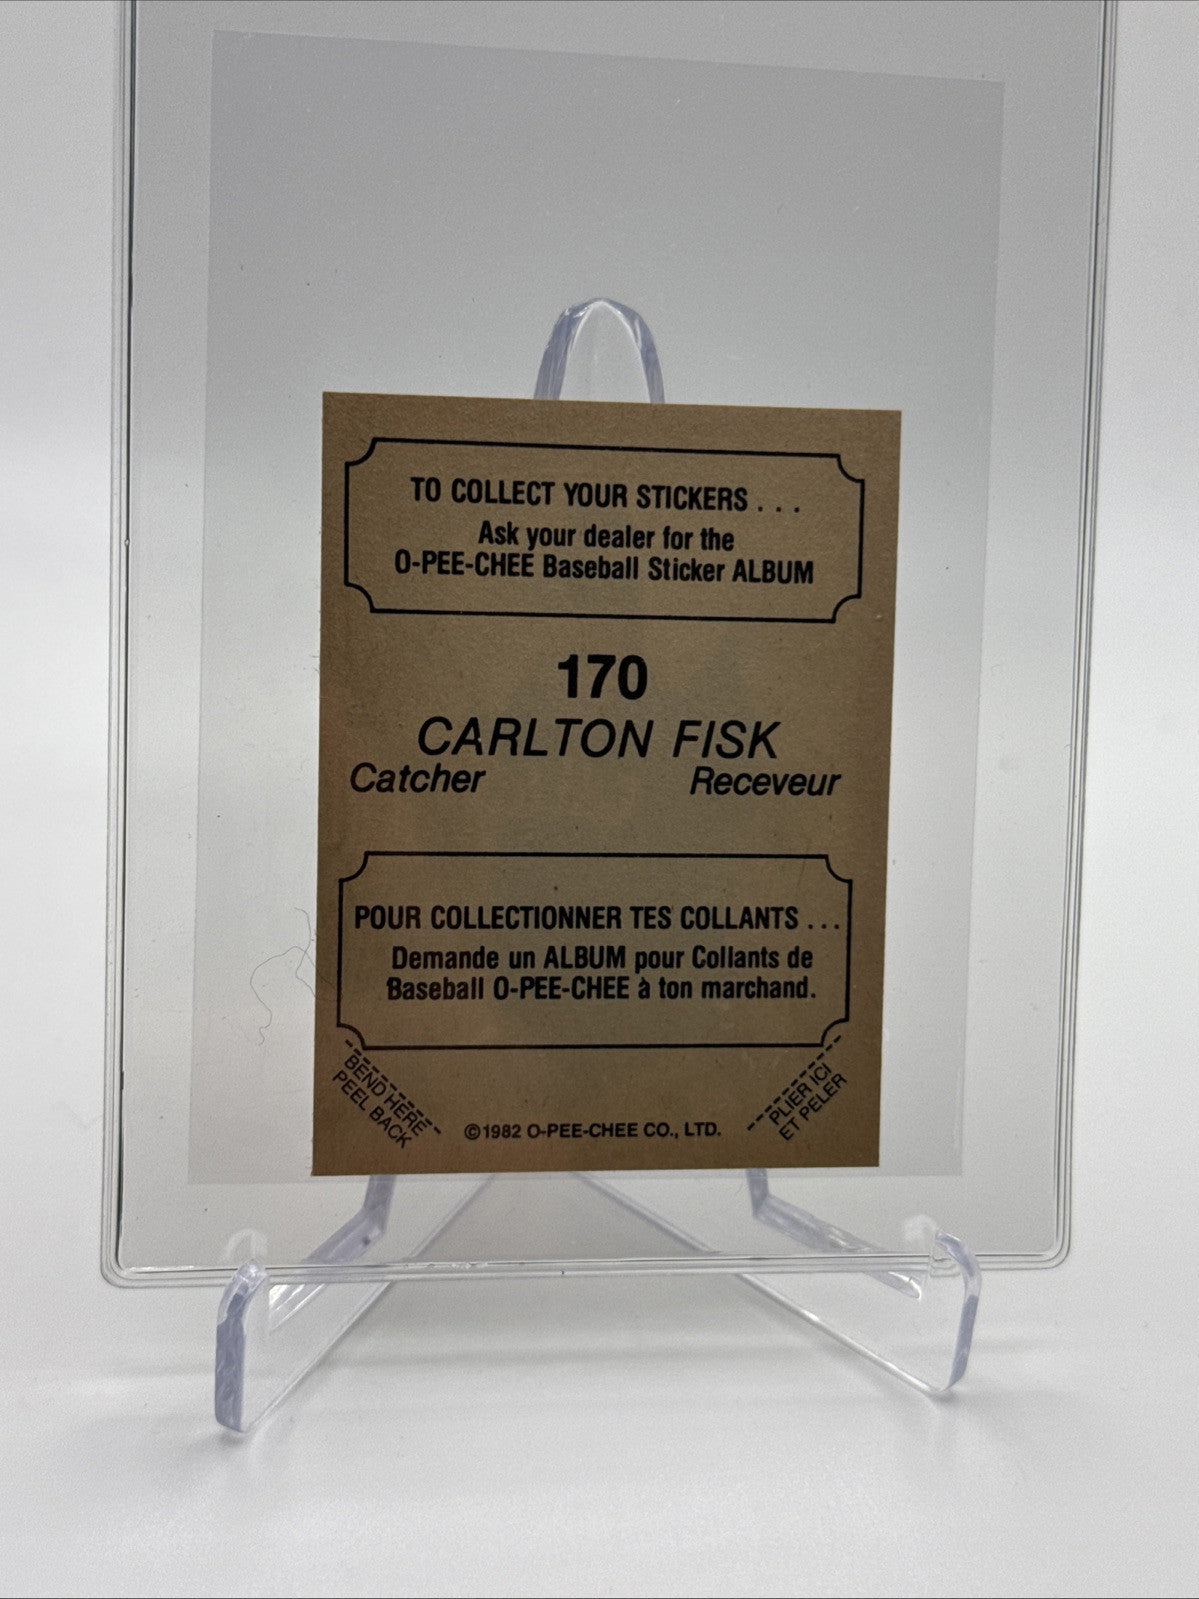 TO COLLECT YOUR STICKERS . . .
Ask your dealer for the
O-PEE-CHEE Baseball Sticker ALBUM
170
CARLTON FISK
Catcher Receveur
POUR COLLECTIONNER TES COLLANTS . . .
Demande un ALBUM pour Collants de
Baseball O-PEE-CHEE à ton marchand.
BEND HERE
PEEL BACK
©1982 O-PEE-CHEE CO., LTD.
PLIER ICI
ET PELER